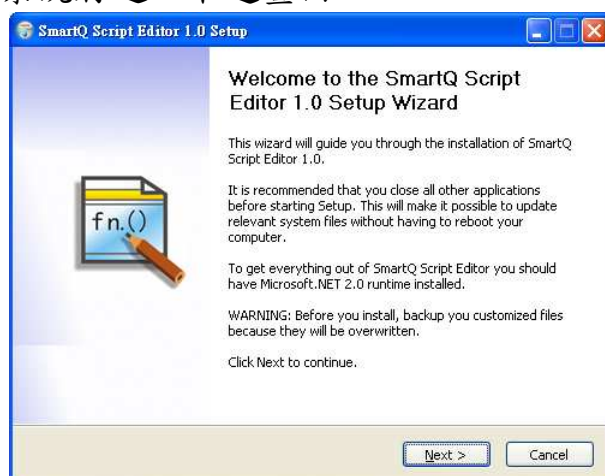 SmartQ Script Editor 1.0 Setup
Welcome to the SmartQ Script
Editor 1.0 Setup Wizard
This wizard will guide you through the installation of SmartQ
Script Editor 1.0.
It is recommended that you close all other applications
before starting Setup. This will make it possible to update
relevant system files without having to reboot your
computer.
To get everything out of SmartQ Script Editor you should
have Microsoft.NET 2.0 runtime installed.
WARNING: Before you install, backup you customized files
because they will be overwritten.
Click Next to continue.
fn.()
Next >
Cancel